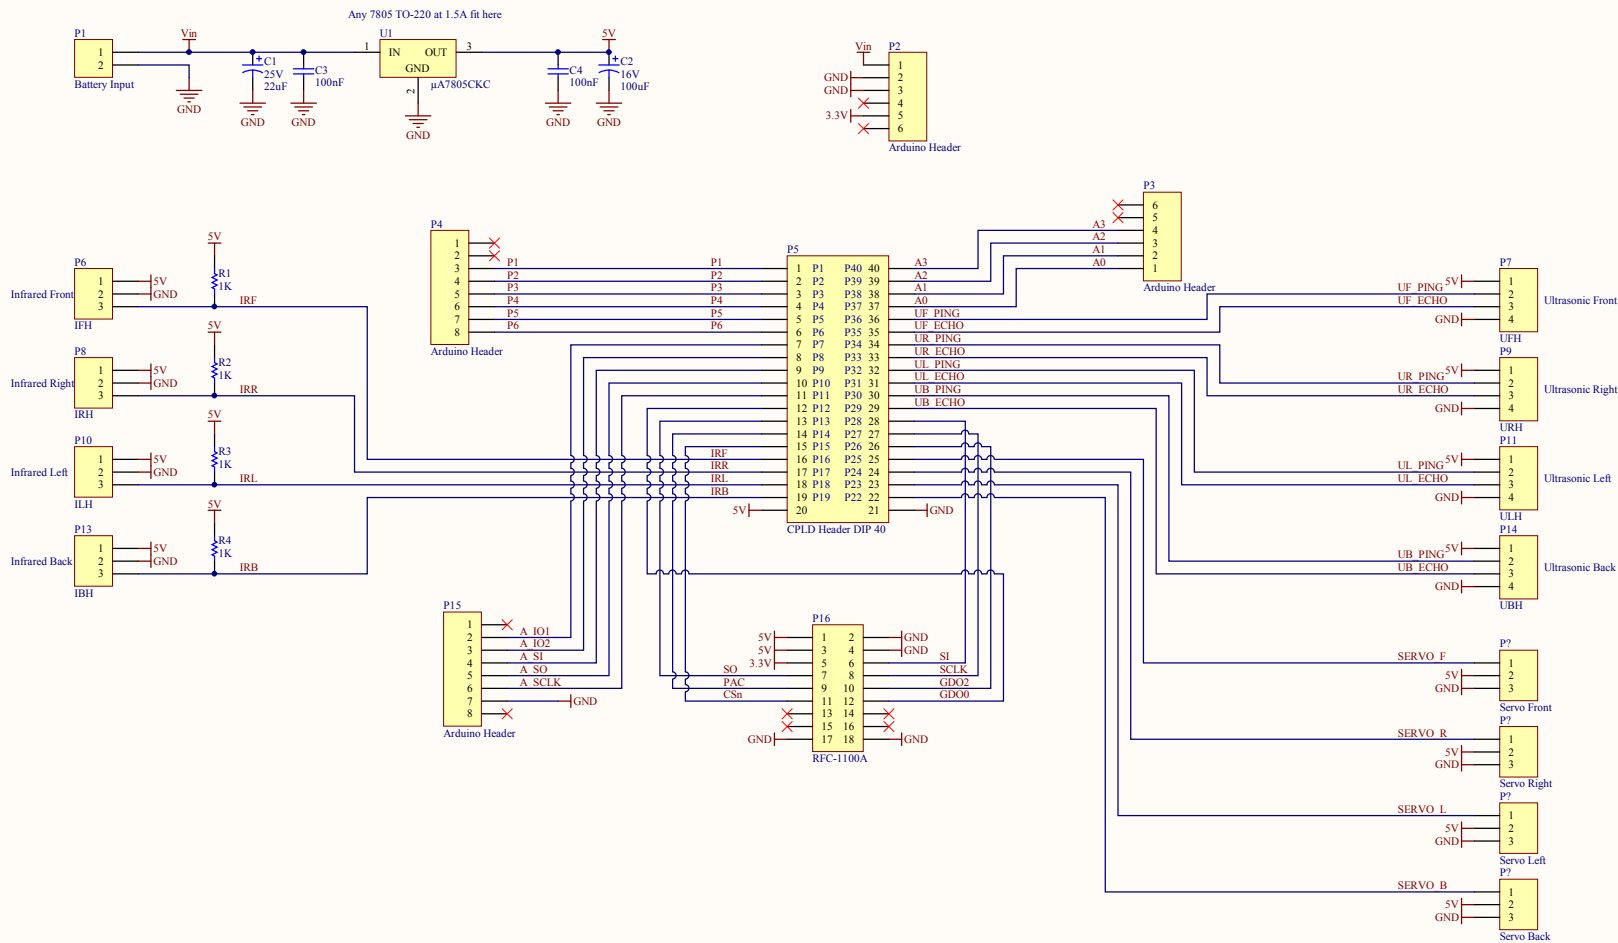 Any 7805 TO-220 at 1.5A fit here
P1
1
2
Battery Input
Vin
GND
C1
25V
22uF
GND
C3
100nF
GND
U1
1 IN OUT 3
GND
2
µA7805CKC
GND
C4
100nF
GND
5V
C2
16V
100uF
GND
P2
Vin 1
GND 2
GND 3
4
3.3V 5
6
Arduino Header
P3
6
5
A3 4
A2 3
A1 2
A0 1
Arduino Header
P4
1
2
3 P1 P1
4 P2 P2
5 P3 P3
6 P4 P4
7 P5 P5
8 P6 P6
Arduino Header
P5
1 P1 P40 40 A3
2 P2 P39 39 A2
3 P3 P38 38 A1
4 P4 P37 37 A0
5 P5 P36 36 UF_PING
6 P6 P35 35 UF_ECHO
7 P7 P34 34 UR_PING
8 P8 P33 33 UR_ECHO
9 P9 P32 32 UL_PING
10 P10 P31 31 UL_ECHO
11 P11 P30 30 UB_PING
12 P12 P29 29 UB_ECHO
13 P13 P28 28
14 P14 P27 27
15 P15 P26 26
IRF 16 P16 P25 25
IRR 17 P17 P24 24
IRL 18 P18 P23 23
IRB 19 P19 P22 22
5V 20 21 GND
CPLD Header DIP 40
P6
Infrared Front
1 5V
2 GND
3 IRF
IFH
5V
R1
1K
P8
Infrared Right
1 5V
2 GND
3 IRR
IRH
5V
R2
1K
P10
Infrared Left
1 5V
2 GND
3 IRL
ILH
5V
R3
1K
P13
Infrared Back
1 5V
2 GND
3 IRB
IBH
5V
R4
1K
P7
5V 1
UF_PING 2
UF_ECHO 3
GND 4
Ultrasonic Front
UFH
P9
5V 1
UR_PING 2
UR_ECHO 3
GND 4
Ultrasonic Right
URH
P11
5V 1
UL_PING 2
UL_ECHO 3
GND 4
Ultrasonic Left
ULH
P14
5V 1
UB_PING 2
UB_ECHO 3
GND 4
Ultrasonic Back
UBH
P15
1
2 A_IO1
3 A_IO2
4 A_SI
5 A_SO
6 A_SCLK
7 GND
8
Arduino Header
P16
5V 1 2 GND
5V 3 4 GND
3.3V 5 6 SI
SO 7 8 SCLK
PAC 9 10 GDO2
CSn 11 12 GDO0
13 14
15 16
GND 17 18 GND
RFC-1100A
P?
SERVO_F 1
5V 2
GND 3
Servo Front
P?
SERVO_R 1
5V 2
GND 3
Servo Right
P?
SERVO_L 1
5V 2
GND 3
Servo Left
P?
SERVO_B 1
5V 2
GND 3
Servo Back